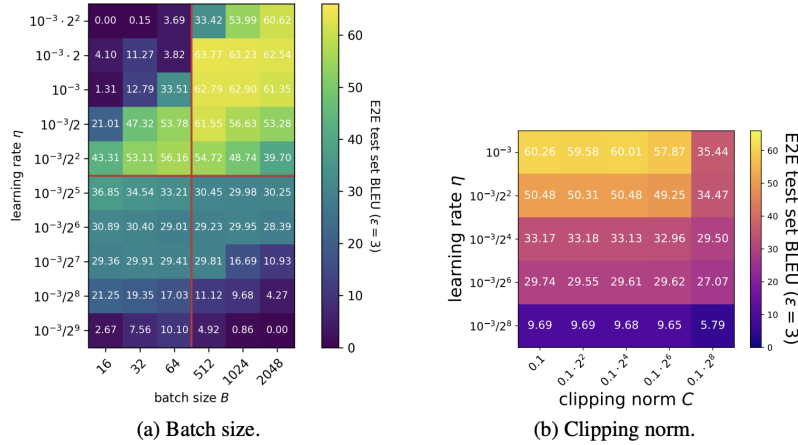 10⁻³ · 2² 0.00 0.15 3.69 33.42 53.99 60.62
10⁻³ · 2 4.10 11.27 3.82 63.77 63.23 62.54
10⁻³ 1.31 12.79 33.51 62.79 62.90 61.35
10⁻³/2 21.01 47.32 53.78 61.55 56.63 53.28
10⁻³/2² 43.31 53.11 56.16 54.72 48.74 39.70
10⁻³/2⁵ 36.85 34.54 33.21 30.45 29.98 30.25
10⁻³/2⁶ 30.89 30.40 29.01 29.23 29.95 28.39
10⁻³/2⁷ 29.36 29.91 29.41 29.81 16.69 10.93
10⁻³/2⁸ 21.25 19.35 17.03 11.12 9.68 4.27
10⁻³/2⁹ 2.67 7.56 10.10 4.92 0.86 0.00
learning rate η
16 32 64 512 1024 2048
batch size B
60
50
40
30
20
10
0
E2E test set BLEU (ε = 3)
(a) Batch size.
10⁻³ 60.26 59.58 60.01 57.87 35.44
10⁻³/2² 50.48 50.31 50.48 49.25 34.47
10⁻³/2⁴ 33.17 33.18 33.13 32.96 29.50
10⁻³/2⁶ 29.74 29.55 29.61 29.62 27.07
10⁻³/2⁸ 9.69 9.69 9.68 9.65 5.79
learning rate η
0.1 0.1 · 2² 0.1 · 2⁴ 0.1 · 2⁶ 0.1 · 2⁸
clipping norm C
60
50
40
30
20
10
0
E2E test set BLEU (ε = 3)
(b) Clipping norm.